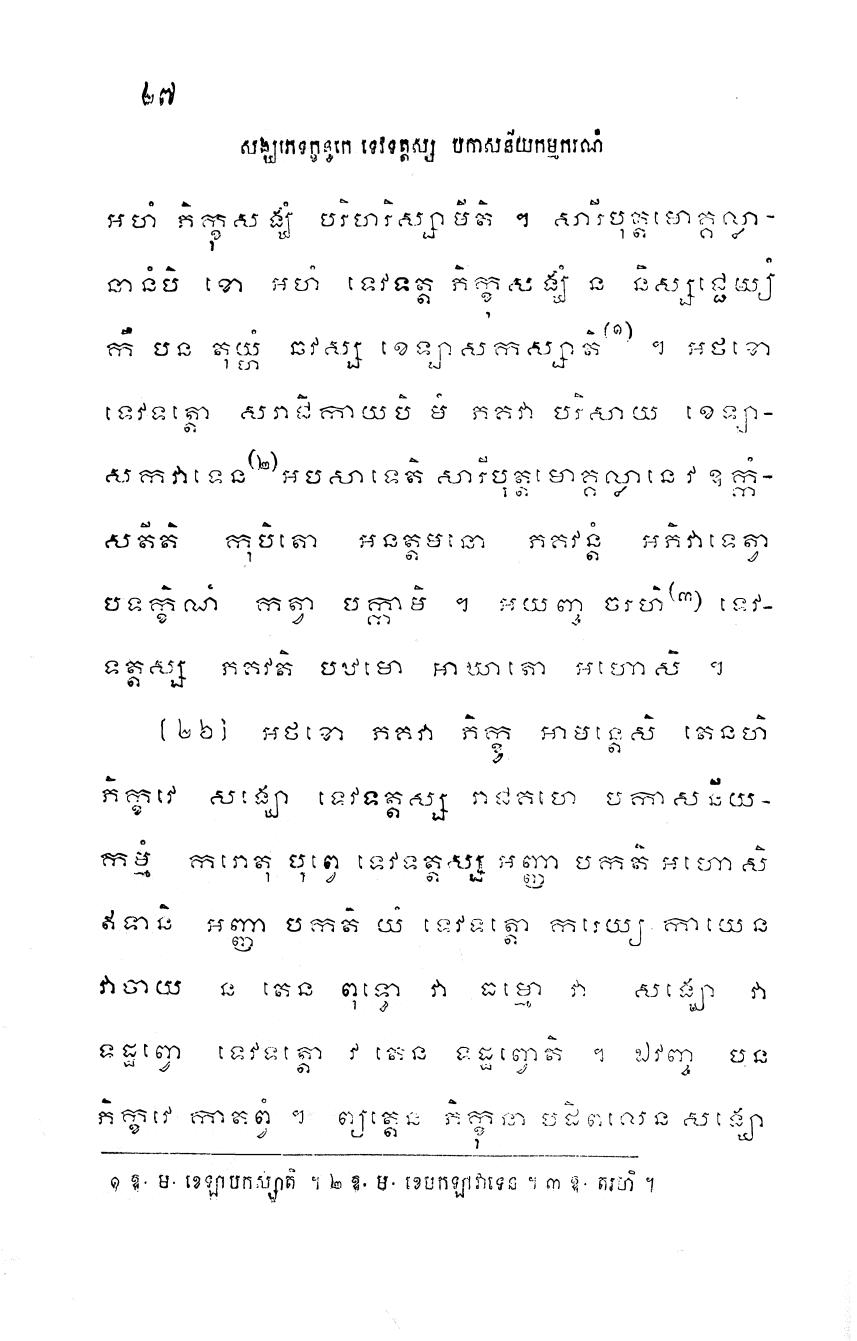 ៤៧
សង្ឃភេទក្ខន្ធកេ ទេវទត្តស្ស បកាសនីយកម្មករណំ
អហំ ភិក្ខុសង្ឃំ បរិហរិស្សាមីតិ ។ សារីបុត្តមោគ្គល្លា-
នានំបិ ខោ អហំ ទេវទត្ត ភិក្ខុសង្ឃំ ន និស្សជ្ជេយ្យំ
កឹ បន តុយ្ហំ ឆវស្ស ខេឡ្បាសកស្សាតិ(១) ។ អថខោ
ទេវទត្តោ សរាជិកាយបិ មំ ភគវា បរិសាយ ខេឡ្បា-
សកវាទេន(២)អបសាទេតិ សារីបុត្តមោគ្គល្លានេវ ឧក្កំ-
សតីតិ កុបិតោ អនត្តមនោ ភគវន្តំ អភិវាទេត្វា
បទក្ខិណំ កត្វា បក្កាមិ ។ អយញ្ច ចរហិ(៣) ទេវ-
ទត្តស្ស ភគវតិ បឋមោ អាឃាតោ អហោសិ ។
[២៦] អថខោ ភគវា ភិក្ខូ អាមន្តេសិ តេនហិ
ភិក្ខវេ សង្ឃោ ទេវទត្តស្ស រាជគហេ បកាសនីយ-
កម្មំ ករោតុ បុព្វេ ទេវទត្តស្ស អញ្ញា បកតិ អហោសិ
ឥទានិ អញ្ញា បកតិ យំ ទេវទត្តោ ករេយ្យ កាយេន
វាចាយ ន តេន ពុទ្ធោ វា ធម្មោ វា សង្ឃោ វា
ទដ្ឋព្វោ ទេវទត្តោ វ តេន ទដ្ឋព្វោតិ ។ ឯវញ្ច បន
ភិក្ខវេ កាតព្វំ ។ ព្យត្តេន ភិក្ខុនា បដិពលេន សង្ឃោ
១ ឱ. ម. ខេឡាបកស្សាតិ ។ ២ ឱ. ម. ខេបកឡាវាទេន ។ ៣ ឱ. តរហិ ។